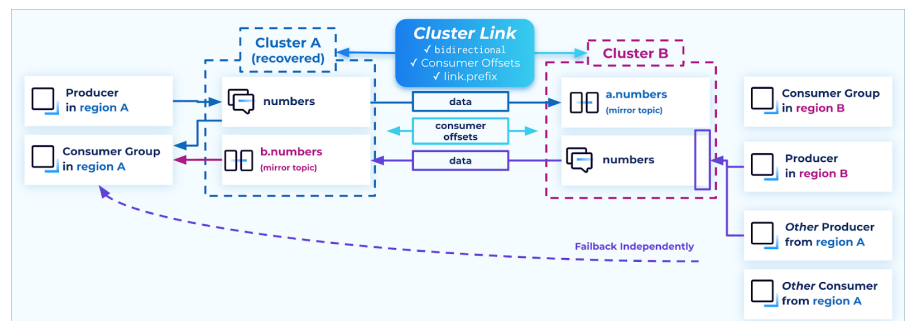 Cluster Link
✓ bidirectional
✓ Consumer Offsets
✓ link.prefix
Cluster A
(recovered)
Cluster B
Producer
in region A
numbers
data
a.numbers
(mirror topic)
Consumer Group
in region B
consumer
offsets
Consumer Group
in region A
b.numbers
(mirror topic)
data
numbers
Producer
in region B
Failback Independently
Other Producer
from region A
Other Consumer
from region A